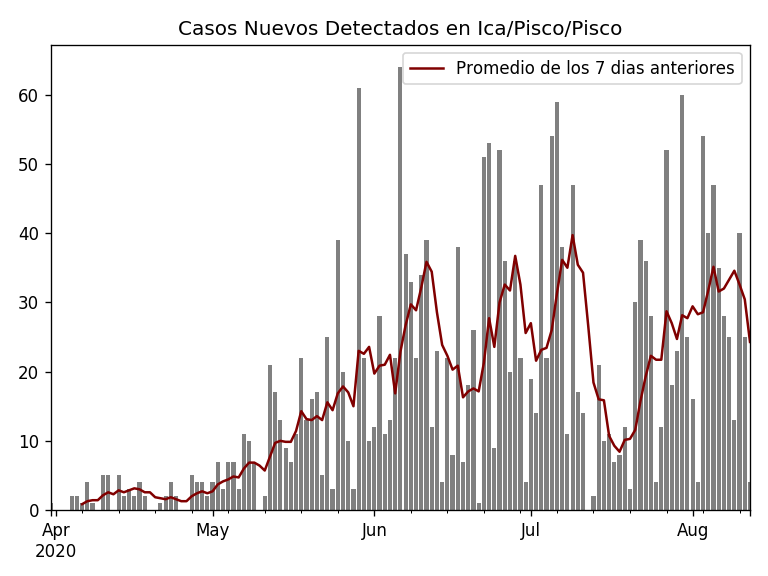 Casos Nuevos Detectados en Ica/Pisco/Pisco
Promedio de los 7 dias anteriores
60
50
40
30
20
10
0
Apr May Jun Jul Aug
2020